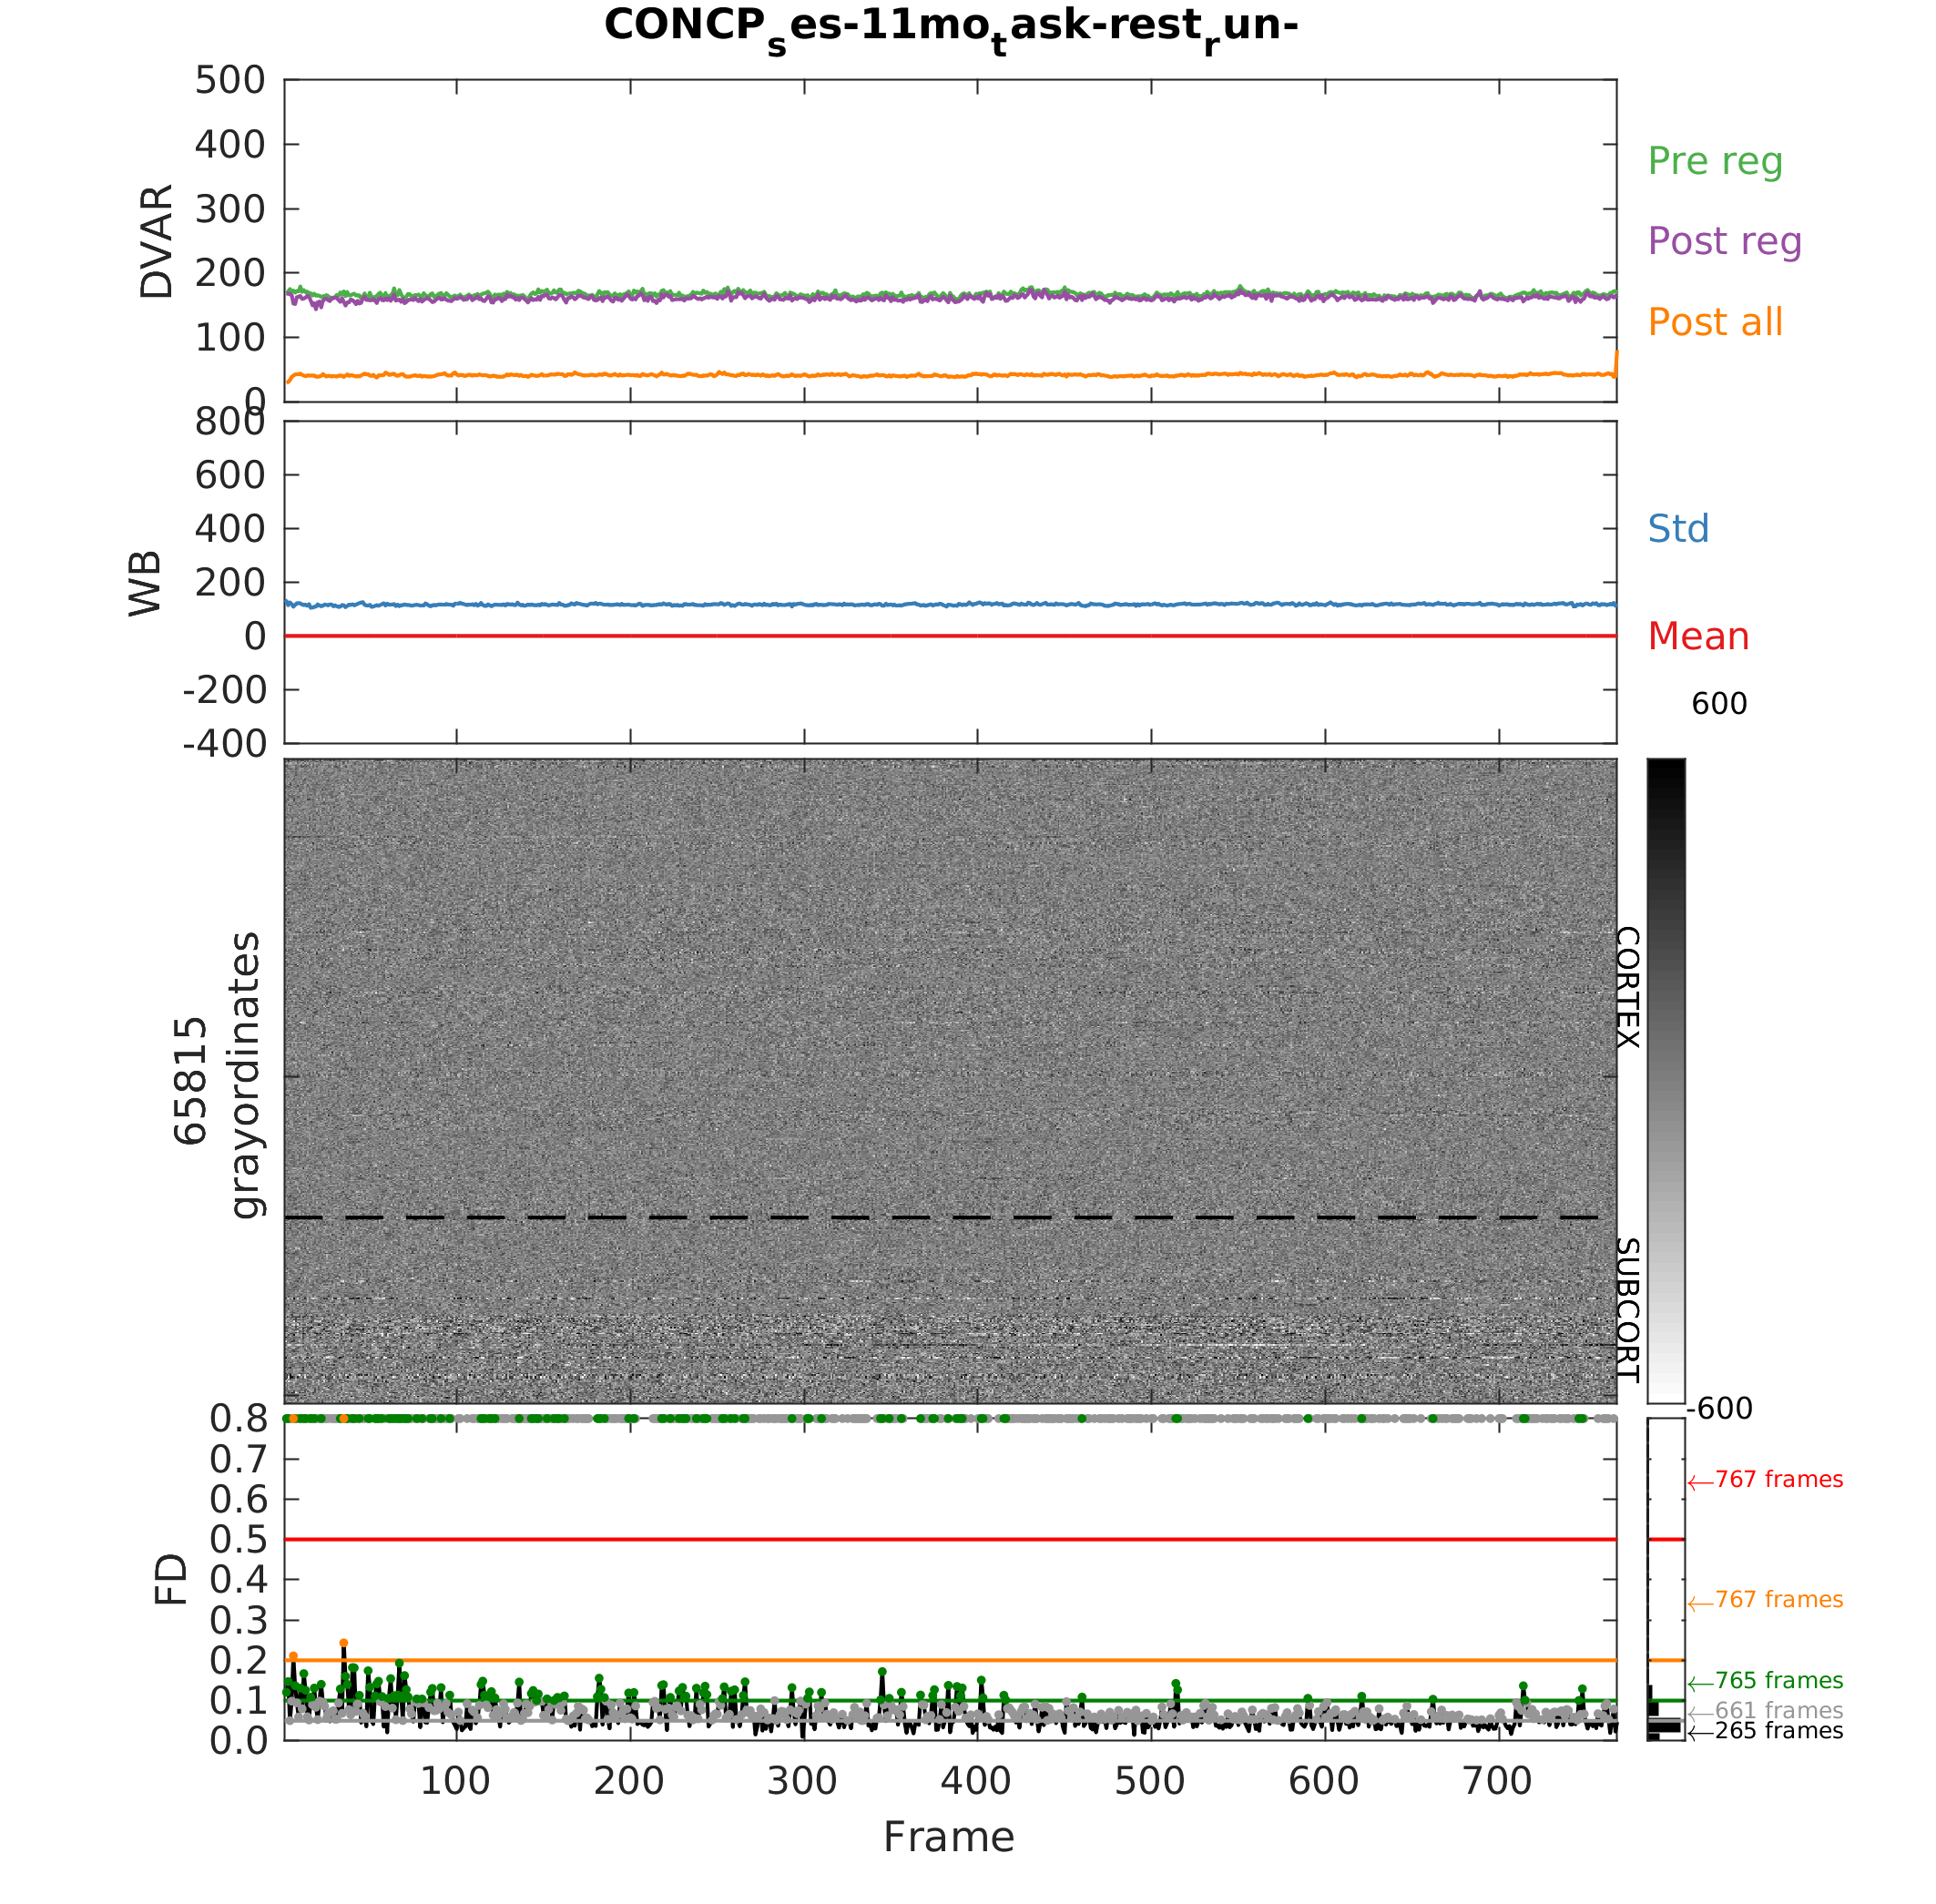 CONCPses-11motask-restrun-
500
400
300
200
100
0
DVAR
Pre reg
Post reg
Post all
800
600
400
200
0
-200
-400
WB
Std
Mean
600
65815
grayordinates
CORTEX
SUBCORT
-600
0.8
0.7
0.6
0.5
0.4
0.3
0.2
0.1
0.0
FD
←767 frames
←767 frames
←765 frames
←661 frames
←265 frames
100 200 300 400 500 600 700
Frame